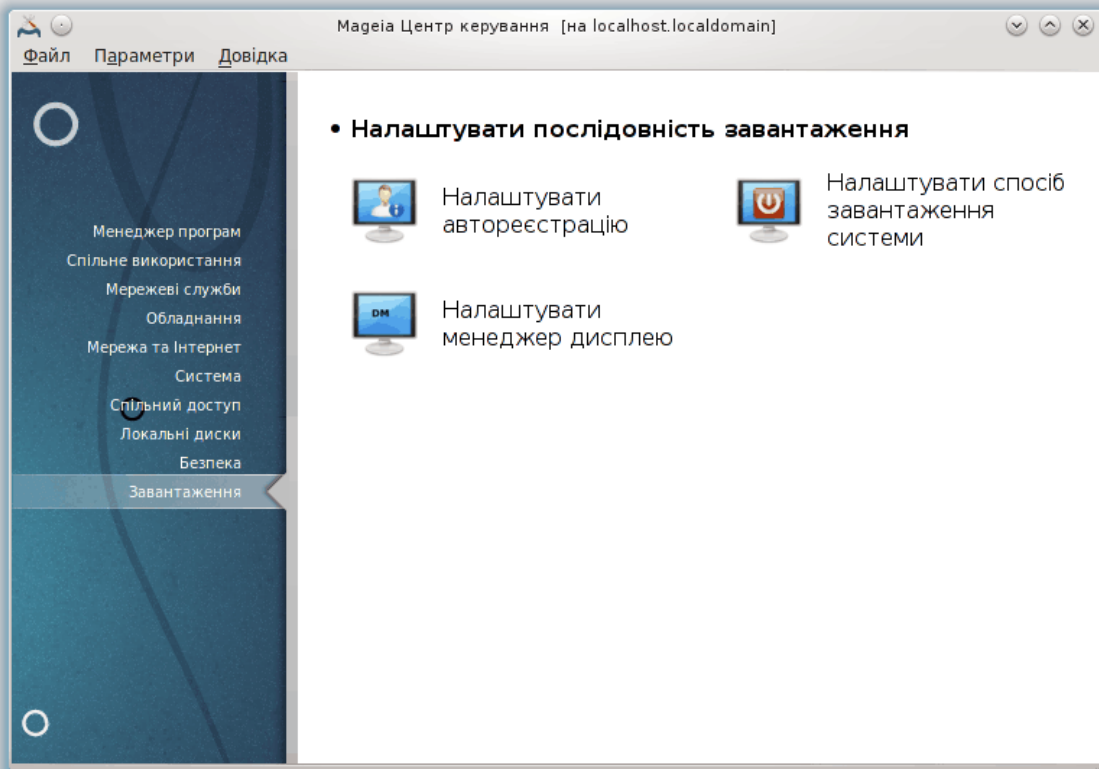 Mageia Центр керування [на localhost.localdomain]
Файл Параметри Довідка
Менеджер програм
Спільне використання
Мережеві служби
Обладнання
Мережа та Інтернет
Система
Спільний доступ
Локальні диски
Безпека
Завантаження
• Налаштувати послідовність завантаження
Налаштувати
автореєстрацію
Налаштувати спосіб
завантаження
системи
DM
Налаштувати
менеджер дисплею